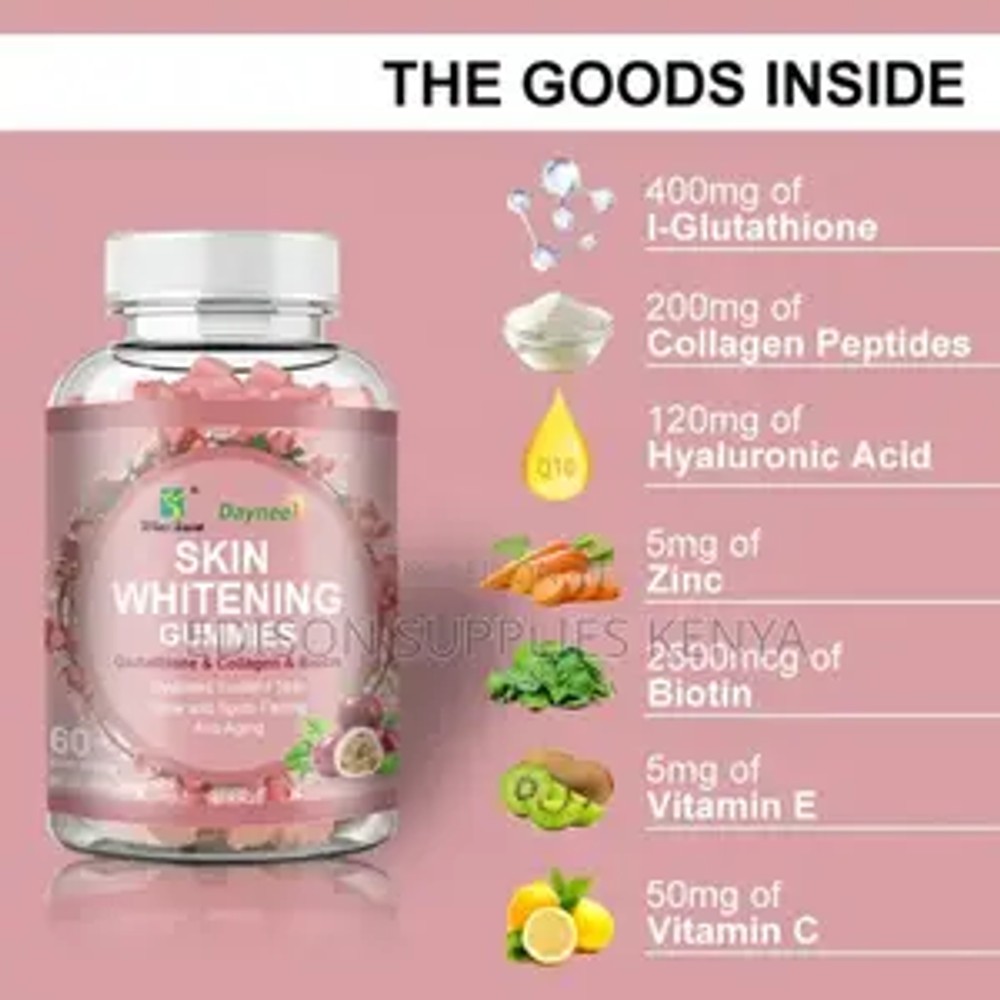 THE GOODS INSIDE
400mg of
l-Glutathione
200mg of
Collagen Peptides
120mg of
Hyaluronic Acid
Q10
5mg of
Zinc
2500mcg of
Biotin
5mg of
Vitamin E
50mg of
Vitamin C
Dayneel
SKIN
WHITENING
GUMMIES
Glutathione & Collagen & Biotin
Anti-Aging
60
EDISON SUPPLIES KENYA